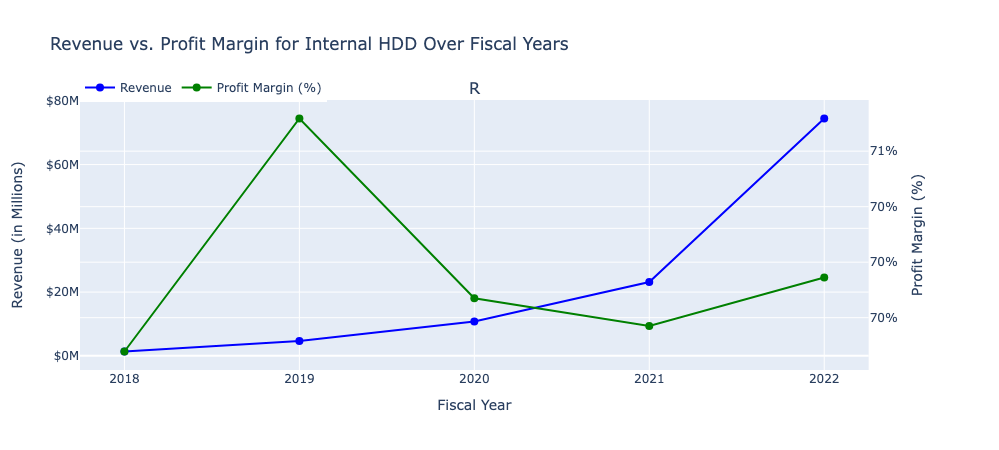 Revenue vs. Profit Margin for Internal HDD Over Fiscal Years
Revenue
Profit Margin (%)
R
$80M
$60M
$40M
$20M
$0M
Revenue (in Millions)
71%
70%
70%
70%
Profit Margin (%)
2018
2019
2020
2021
2022
Fiscal Year